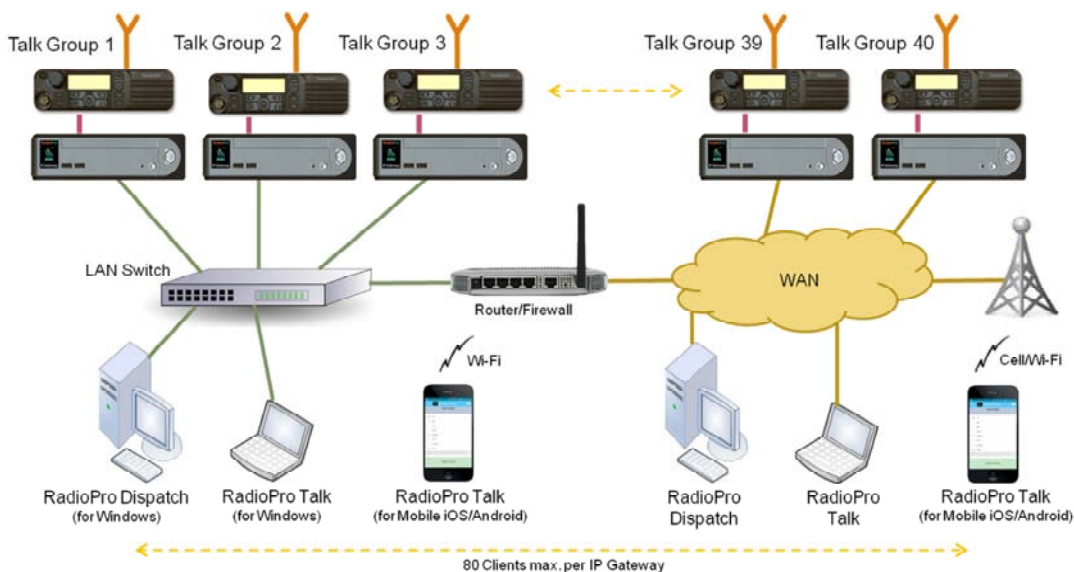 Talk Group 1
Talk Group 2
Talk Group 3
Talk Group 39
Talk Group 40
LAN Switch
Router/Firewall
WAN
Wi-Fi
Cell/Wi-Fi
RadioPro Dispatch
(for Windows)
RadioPro Talk
(for Windows)
RadioPro Talk
(for Mobile iOS/Android)
RadioPro
Dispatch
RadioPro
Talk
RadioPro Talk
(for Mobile iOS/Android)
80 Clients max. per IP Gateway